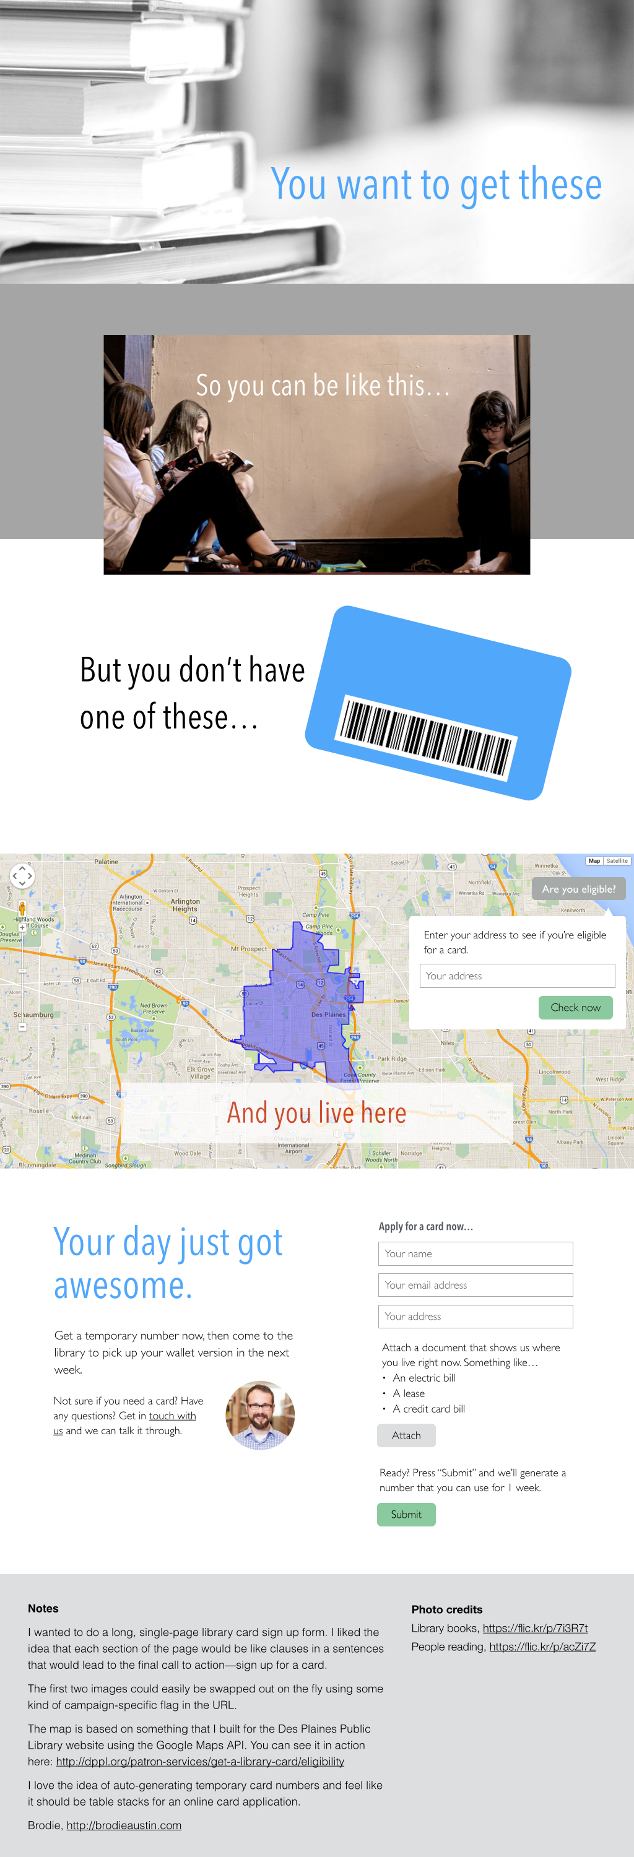 You want to get these
So you can be like this...
But you don't have
one of these...
Palatine
Arlington
Heights
Prospect
Heights
Mt Prospect
Des Plaines
Schaumburg
Elk Grove
Village
Park Ridge
Niles
Roselle
Wood Dale
Lincolnwood
West Ridge
Map
Satellite
Are you eligible?
Enter your address to see if you're eligible
for a card.
Your address
Check now
And you live here
Your day just got
awesome.
Get a temporary number now, then come to the
library to pick up your wallet version in the next
week.
Not sure if you need a card? Have
any questions? Get in touch with
us and we can talk it through.
Apply for a card now...
Your name
Your email address
Your address
Attach a document that shows us where
you live right now. Something like...
• An electric bill
• A lease
• A credit card bill
Attach
Ready? Press "Submit" and we'll generate a
number that you can use for 1 week.
Submit
Notes
I wanted to do a long, single-page library card sign up form. I liked the
idea that each section of the page would be like clauses in a sentences
that would lead to the final call to action—sign up for a card.
The first two images could easily be swapped out on the fly using some
kind of campaign-specific flag in the URL.
The map is based on something that I built for the Des Plaines Public
Library website using the Google Maps API. You can see it in action
here: http://dppl.org/patron-services/get-a-library-card/eligibility
I love the idea of auto-generating temporary card numbers and feel like
it should be table stacks for an online card application.
Brodie, http://brodieaustin.com
Photo credits
Library books, https://flic.kr/p/7i3R7t
People reading, https://flic.kr/p/acZi7Z